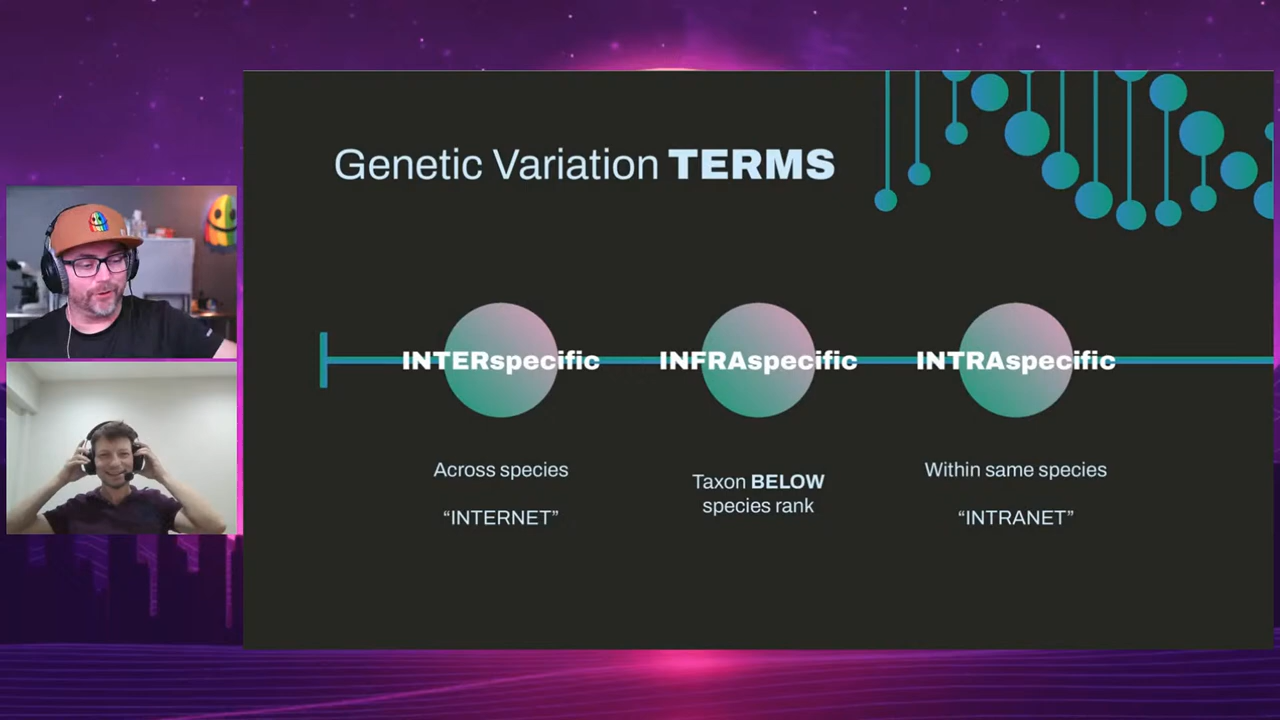 Genetic Variation TERMS
INTERspecific
INFRAspecific
INTRAspecific
Across species
“INTERNET”
Taxon BELOW
species rank
Within same species
“INTRANET”